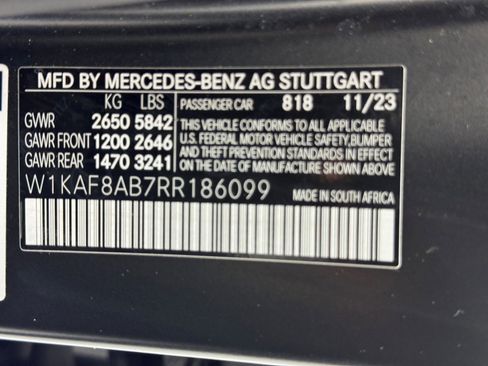 MFD BY MERCEDES-BENZ AG STUTTGART
KG LBS PASSENGER CAR 818 11/23
GVWR 2650 5842
GAWR FRONT 1200 2646
GAWR REAR 1470 3241
THIS VEHICLE CONFORMS TO ALL APPLICABLE
U.S. FEDERAL MOTOR VEHICLE SAFETY, BUMPER
AND THEFT PREVENTION STANDARDS IN EFFECT
ON THE DATE OF MANUFACTURE SHOWN ABOVE.
W1KAF8AB7RR186099
MADE IN SOUTH AFRICA